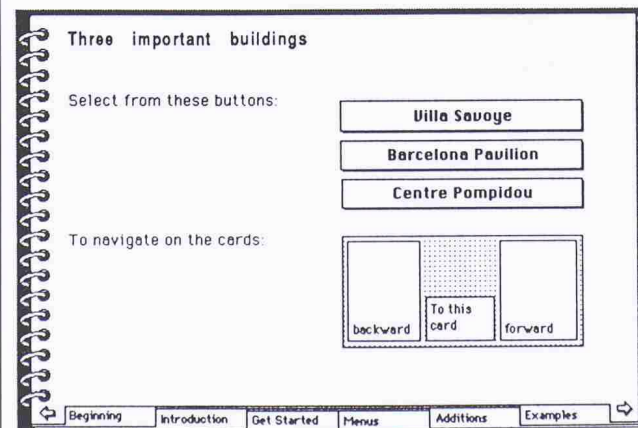 Three important buildings
Select from these buttons:
Villa Savoye
Barcelona Pavilion
Centre Pompidou
To navigate on the cards:
backward
To this
card
forward
Beginning
Introduction
Get Started
Menus
Additions
Examples